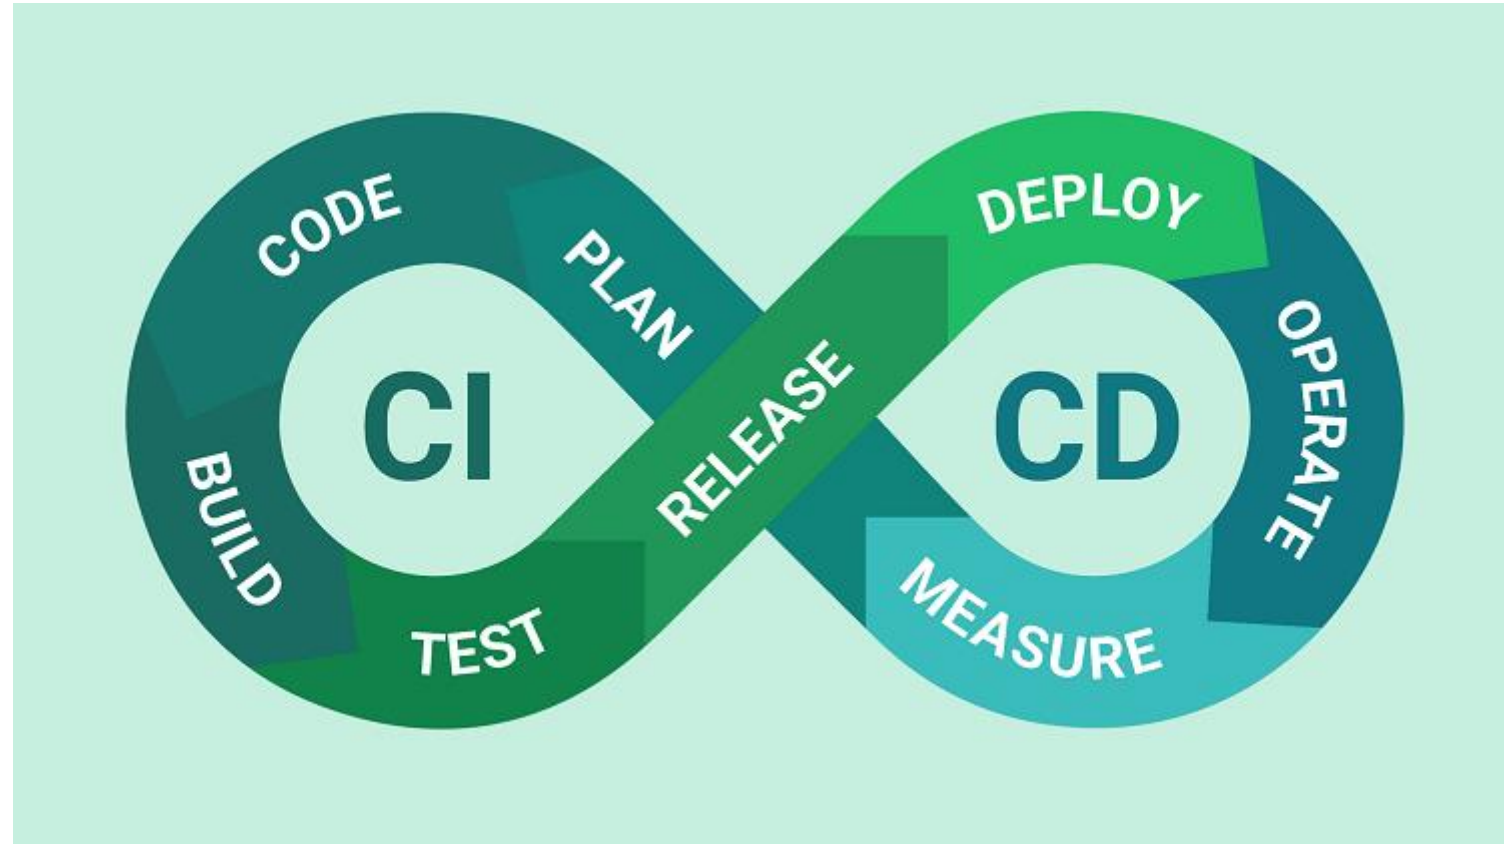 PLAN
CODE
BUILD
TEST
RELEASE
DEPLOY
OPERATE
MEASURE
CI
CD